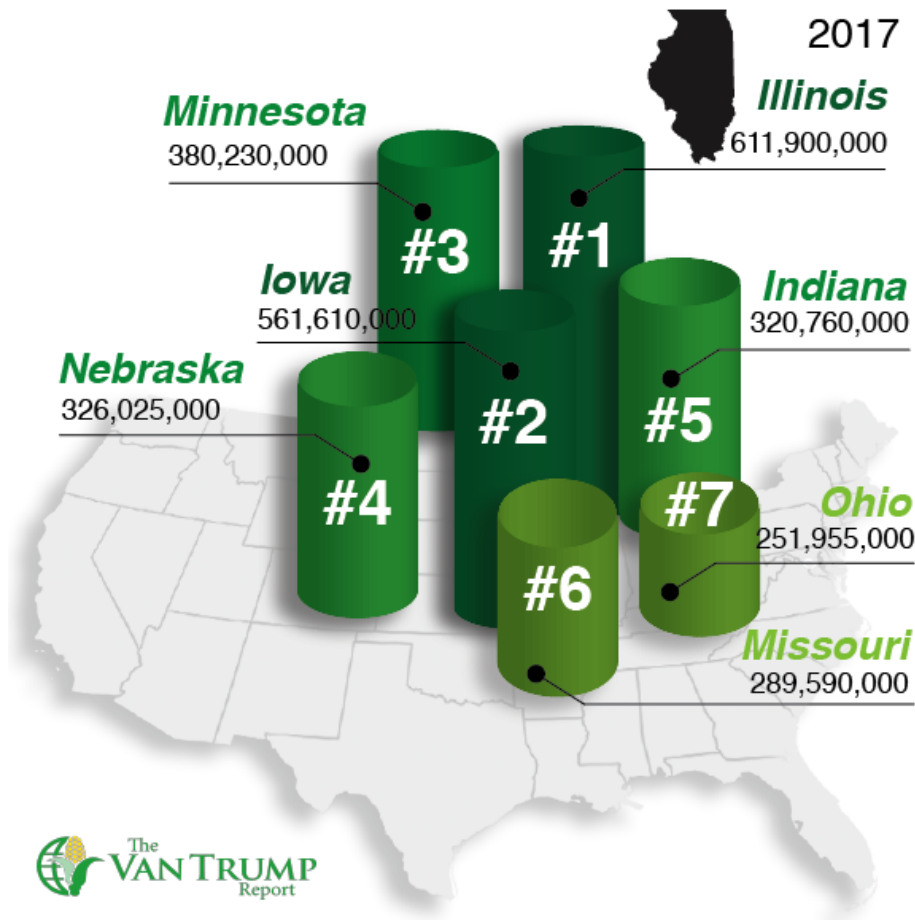 2017
Minnesota
380,230,000
Illinois
611,900,000
#3
#1
Iowa
561,610,000
Indiana
320,760,000
Nebraska
326,025,000
#2
#5
#4
#7
Ohio
251,955,000
#6
Missouri
289,590,000
The
VAN TRUMP
Report